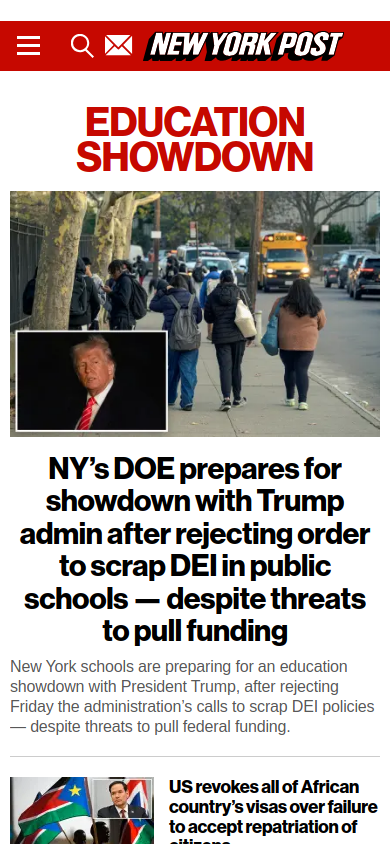 NEW YORK POST
EDUCATION
SHOWDOWN
NY’s DOE prepares for
showdown with Trump
admin after rejecting order
to scrap DEI in public
schools — despite threats
to pull funding
New York schools are preparing for an education
showdown with President Trump, after rejecting
Friday the administration’s calls to scrap DEI policies
— despite threats to pull federal funding.
US revokes all of African
country’s visas over failure
to accept repatriation of
citizens